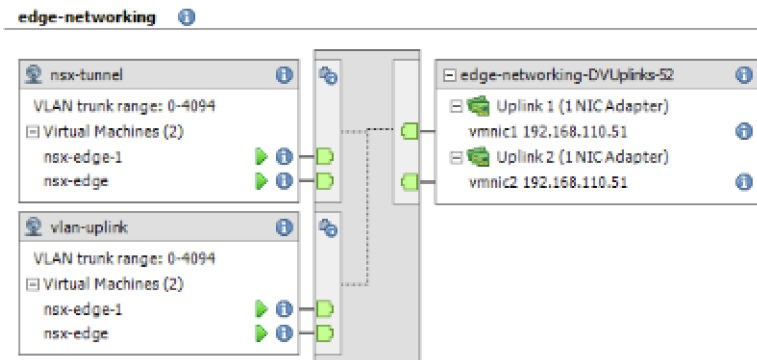 edge-networking
nsx-tunnel
VLAN trunk range: 0-4094
Virtual Machines (2)
nsx-edge-1
nsx-edge
vlan-uplink
VLAN trunk range: 0-4094
Virtual Machines (2)
nsx-edge-1
nsx-edge
edge-networking-DVUplinks-52
Uplink 1 (1 NIC Adapter)
vmnic1 192.168.110.51
Uplink 2 (1 NIC Adapter)
vmnic2 192.168.110.51